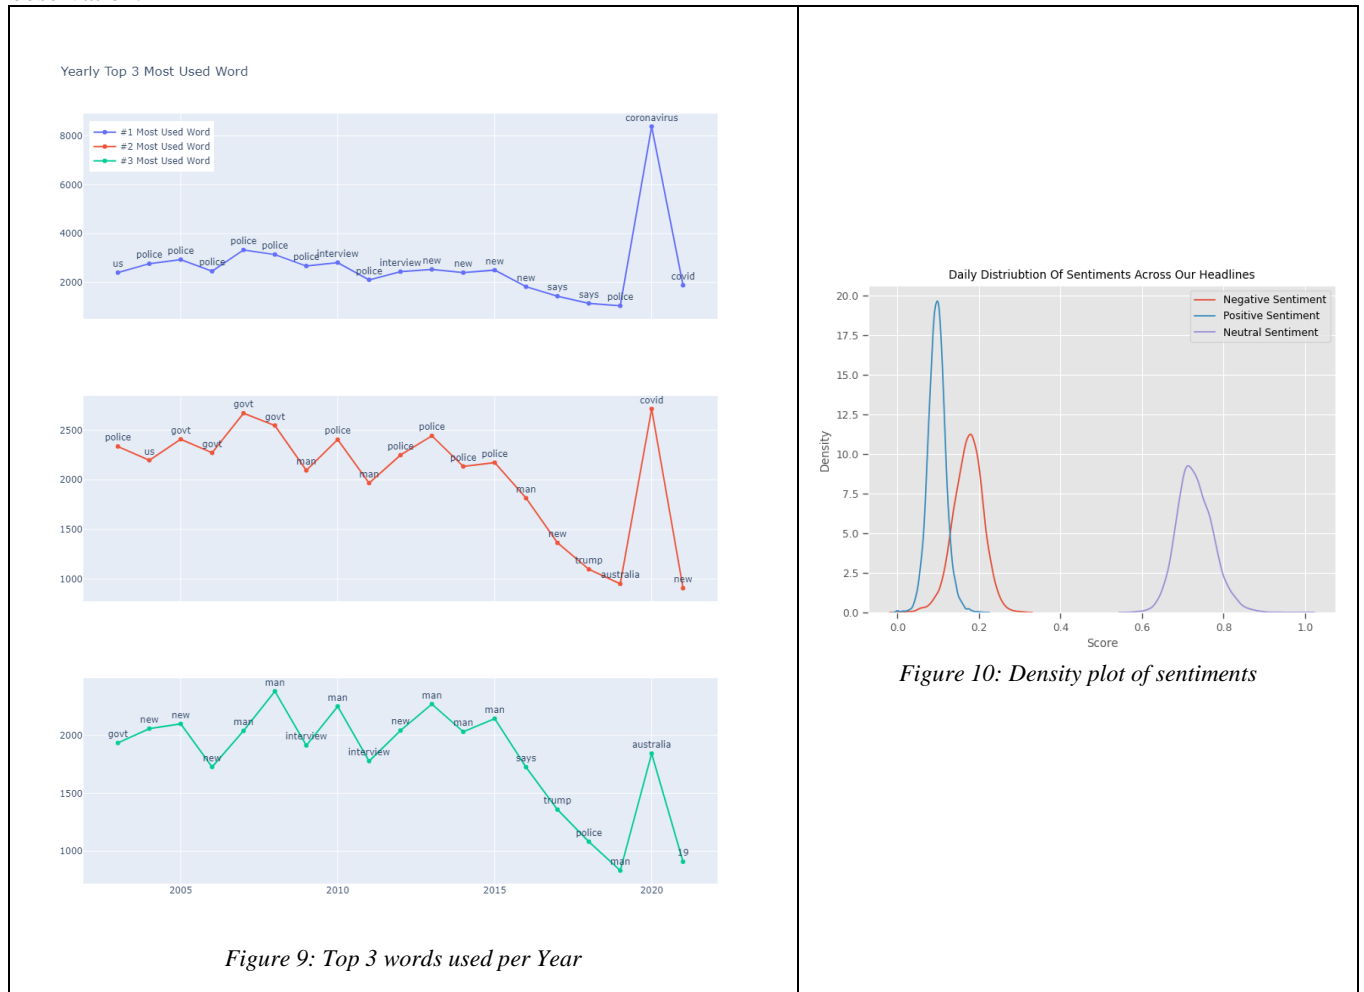 Yearly Top 3 Most Used Word
#1 Most Used Word
#2 Most Used Word
#3 Most Used Word
8000
6000
4000
2000
us
police
police
police
police
police
police
interview
police
interview
new
new
new
new
says
says
police
coronavirus
covid
2500
2000
1500
1000
police
us
govt
govt
govt
govt
man
police
man
police
police
police
police
man
new
trump
australia
covid
new
2000
1500
1000
govt
new
new
new
man
man
interview
man
interview
new
man
man
man
says
trump
police
man
australia
19
2005
2010
2015
2020
Figure 9: Top 3 words used per Year
Daily Distriubtion Of Sentiments Across Our Headlines
Negative Sentiment
Positive Sentiment
Neutral Sentiment
Density
20.0
17.5
15.0
12.5
10.0
7.5
5.0
2.5
0.0
0.0
0.2
0.4
0.6
0.8
1.0
Score
Figure 10: Density plot of sentiments